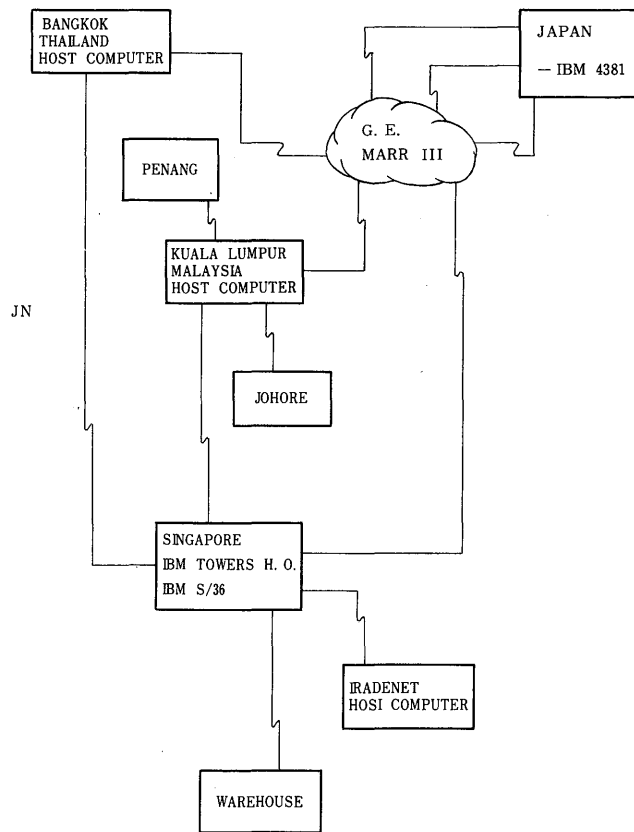 BANGKOK
THAILAND
HOST COMPUTER
JAPAN
— IBM 4381
G. E.
MARR III
PENANG
KUALA LUMPUR
MALAYSIA
HOST COMPUTER
JN
JOHORE
SINGAPORE
IBM TOWERS H. O.
IBM S/36
IRADENET
HOSI COMPUTER
WAREHOUSE